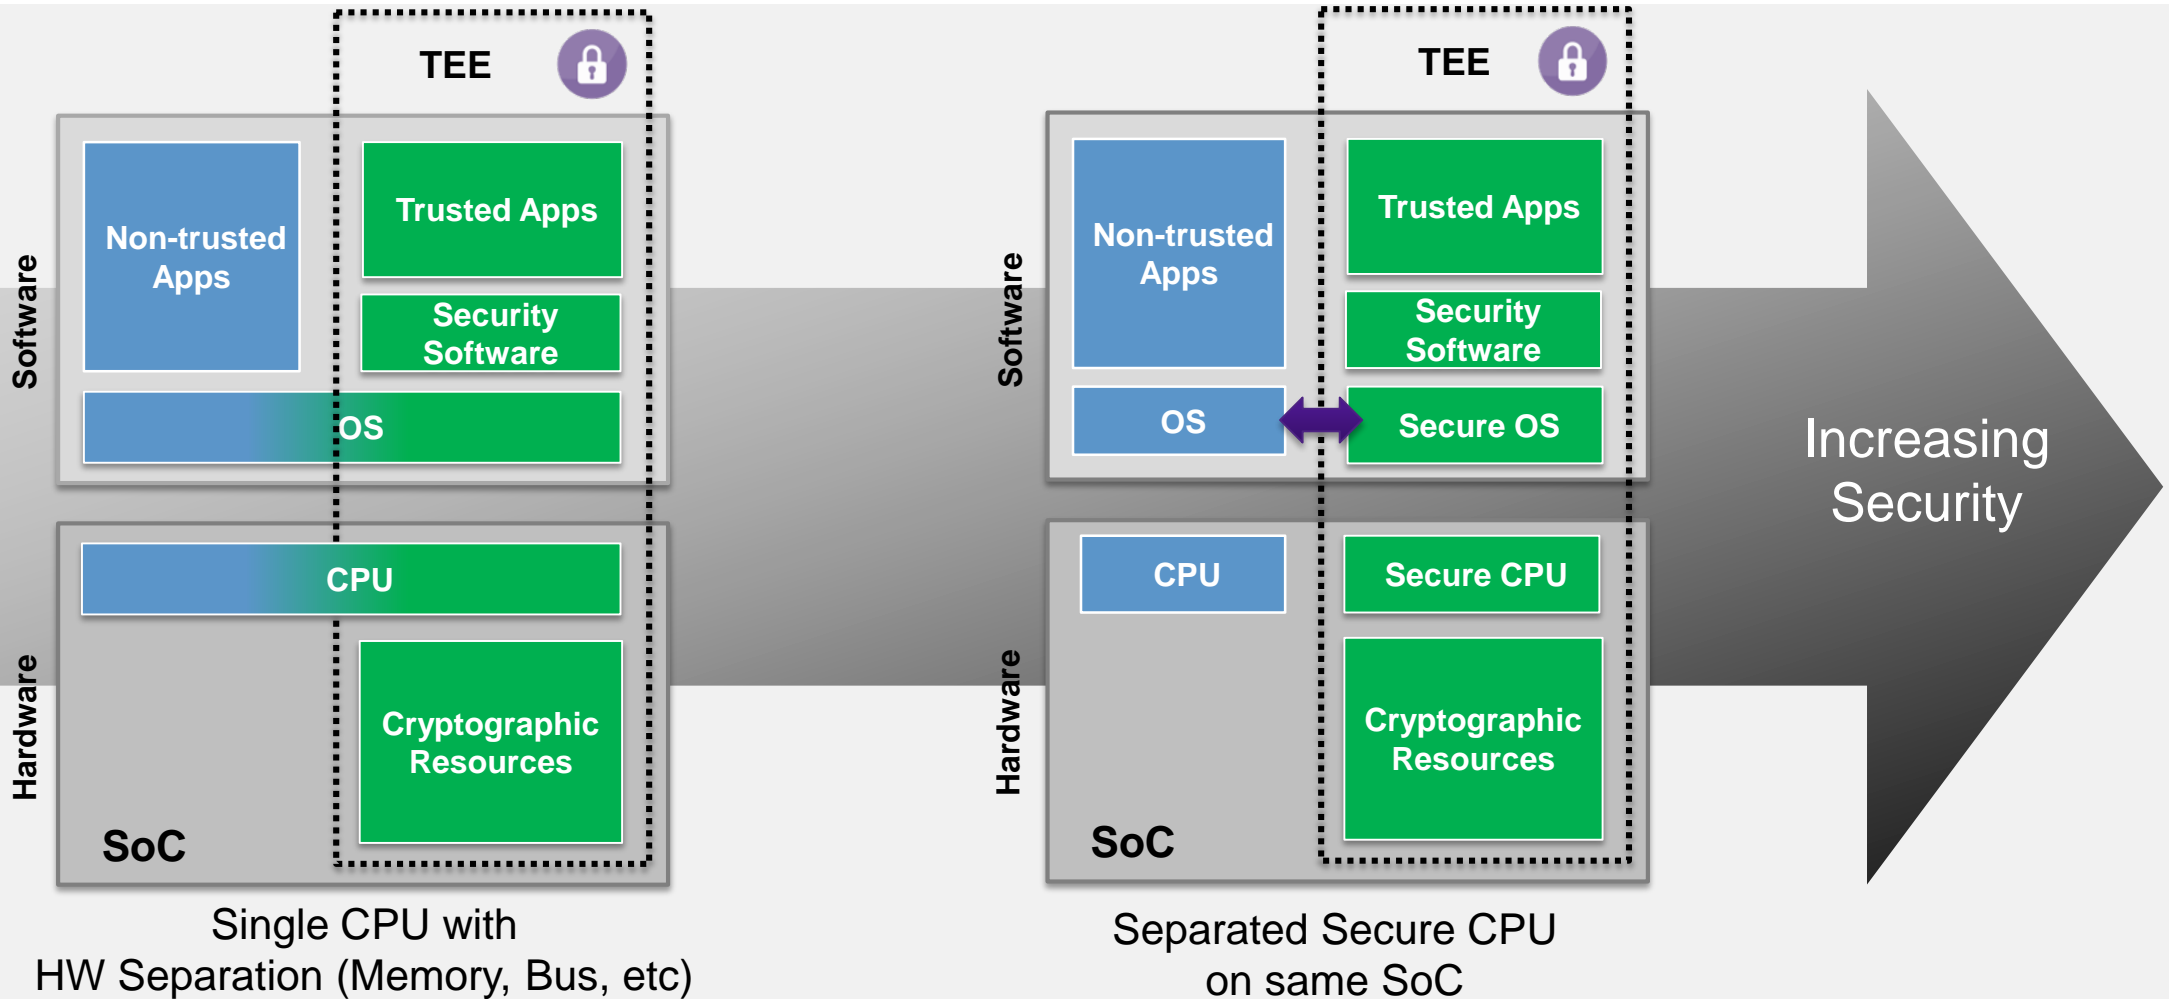 TEE
Software
Non-trusted
Apps
Trusted Apps
Security
Software
OS
Hardware
CPU
Cryptographic
Resources
SoC
Single CPU with
HW Separation (Memory, Bus, etc)
TEE
Software
Non-trusted
Apps
Trusted Apps
Security
Software
OS
Secure OS
Hardware
CPU
Secure CPU
Cryptographic
Resources
SoC
Separated Secure CPU
on same SoC
Increasing
Security